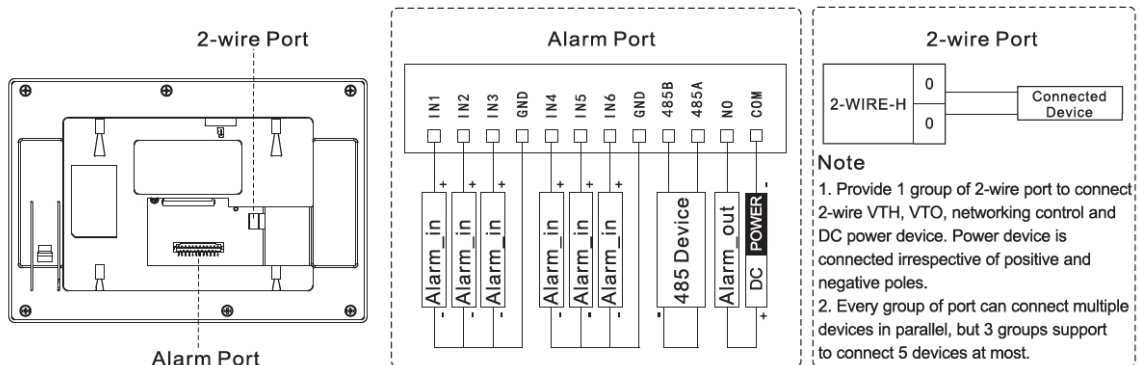 2-wire Port
Alarm Port
Alarm Port
IN1
IN2
IN3
GND
IN4
IN5
IN6
GND
485B
485A
NO
COM
+
+
+
+
+
+
-
Alarm_in
Alarm_in
Alarm_in
Alarm_in
Alarm_in
Alarm_in
485 Device
Alarm_out
DC POWER
-
-
-
-
-
-
-
+
2-wire Port
2-WIRE-H
0
0
Connected
Device
Note
1. Provide 1 group of 2-wire port to connect
2-wire VTH, VTO, networking control and
DC power device. Power device is
connected irrespective of positive and
negative poles.
2. Every group of port can connect multiple
devices in parallel, but 3 groups support
to connect 5 devices at most.